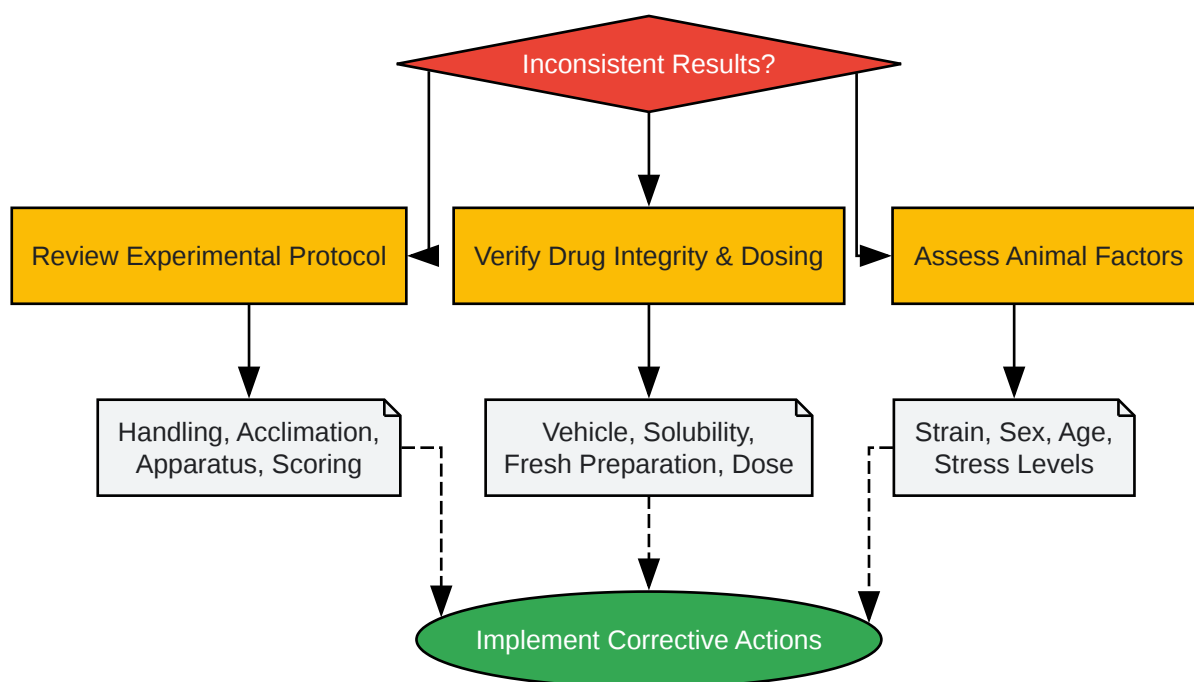 Inconsistent Results?
Review Experimental Protocol
Verify Drug Integrity & Dosing
Assess Animal Factors
Handling, Acclimation,
Apparatus, Scoring
Vehicle, Solubility,
Fresh Preparation, Dose
Strain, Sex, Age,
Stress Levels
Implement Corrective Actions